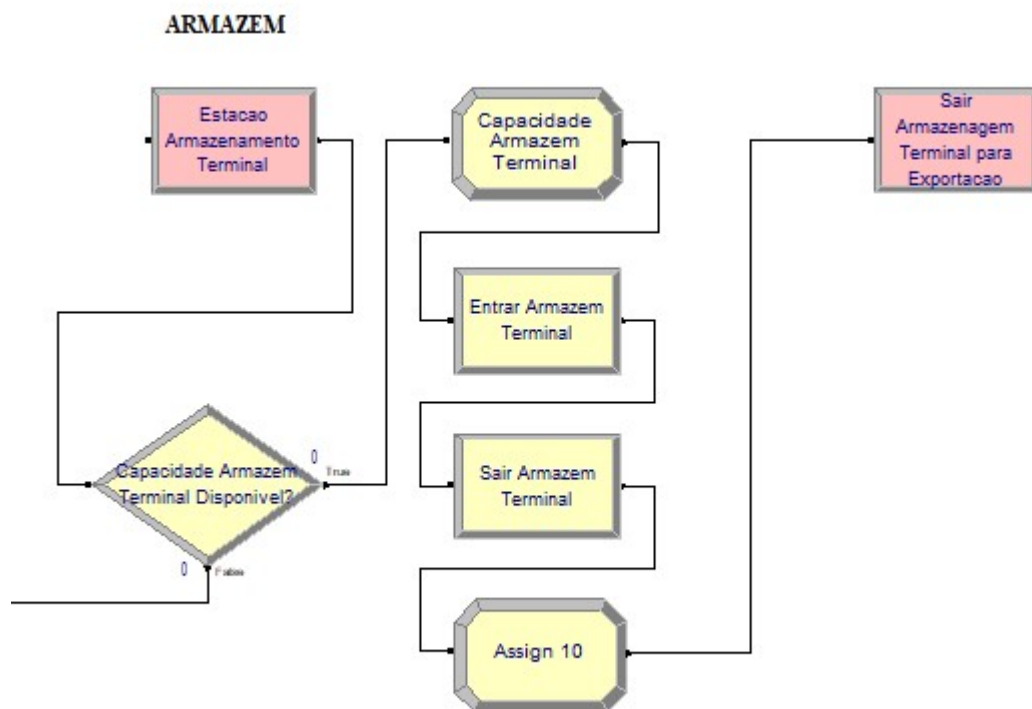 ARMAZEM
Estacao
Armazenamento
Terminal
Capacidade Armazem
Terminal Disponivel?
0
True
0
False
Capacidade
Armazem
Terminal
Entrar Armazem
Terminal
Sair Armazem
Terminal
Assign 10
Sair
Armazenagem
Terminal para
Exportacao